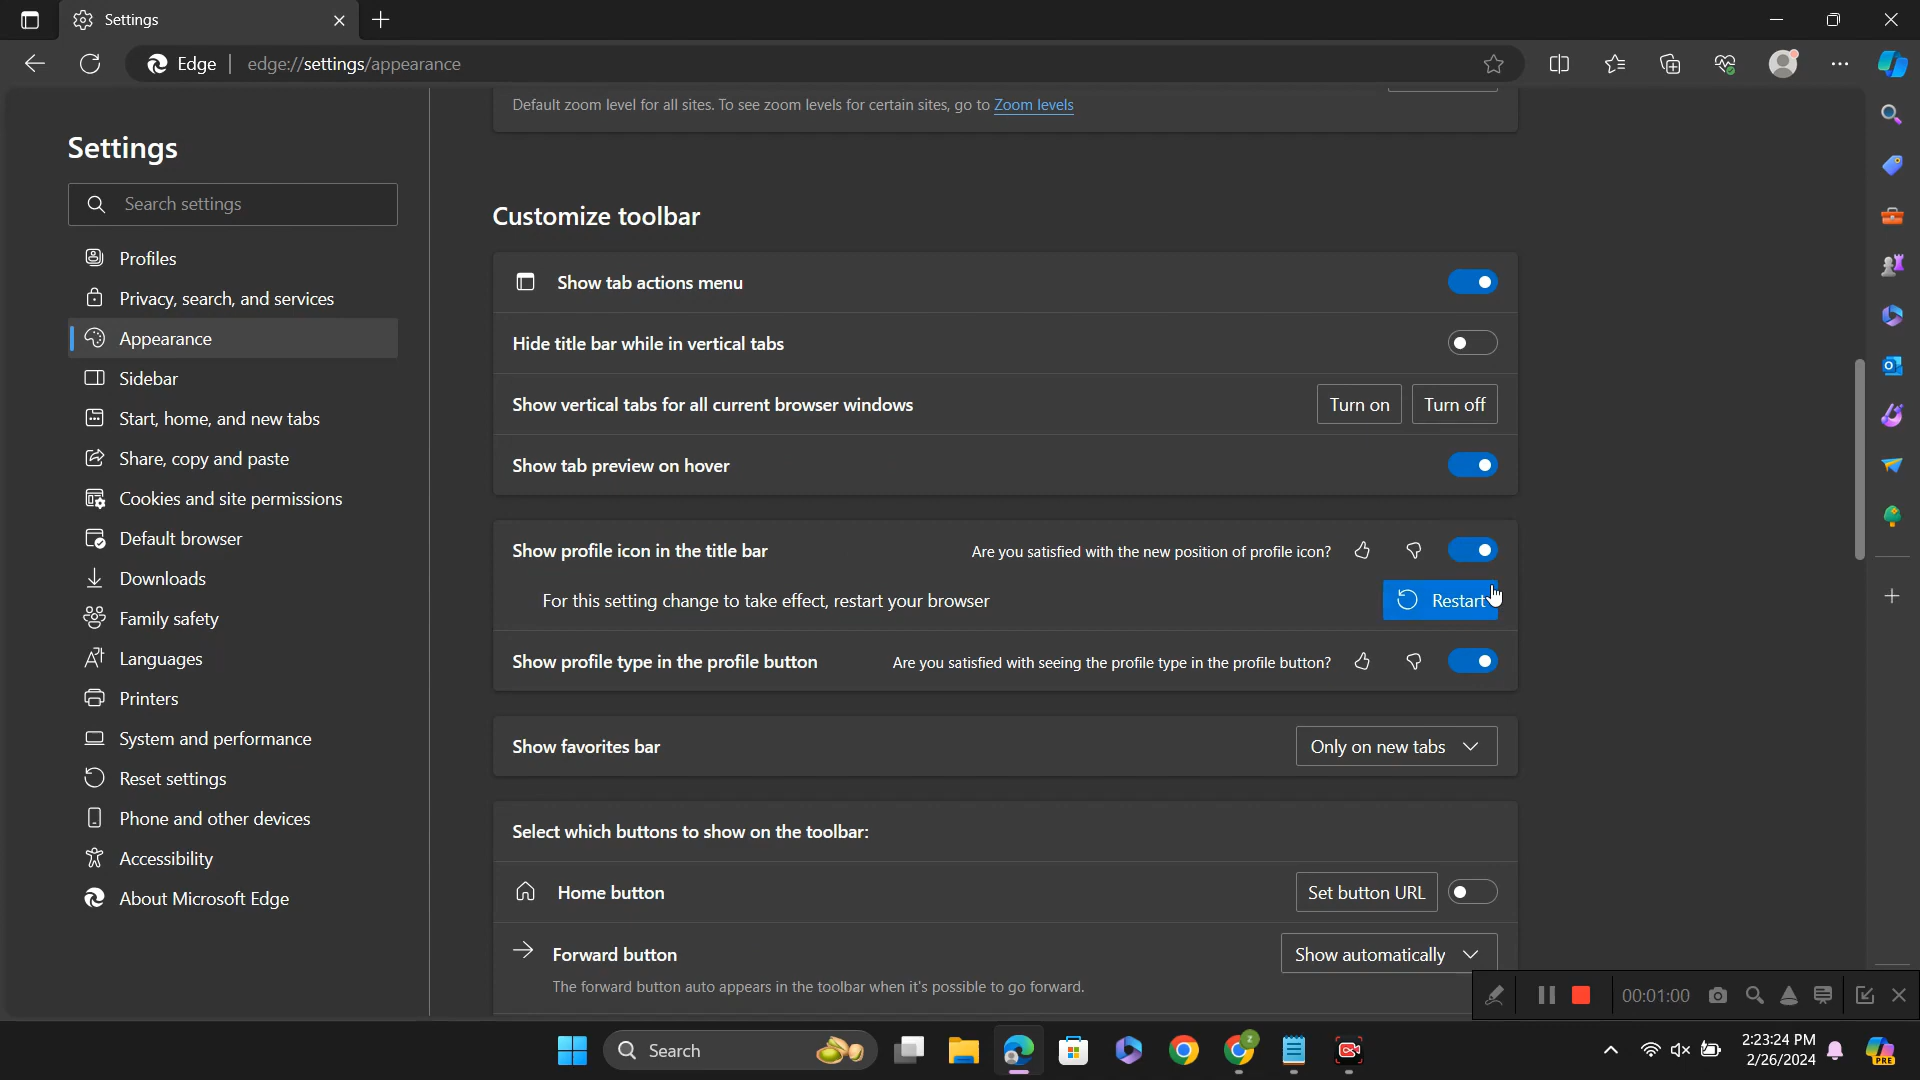 Settings
Edge
edge://settings/appearance
Default zoom level for all sites. To see zoom levels for certain sites, go to Zoom levels
Settings
Search settings
Profiles
Privacy, search, and services
Appearance
Sidebar
Start, home, and new tabs
Share, copy and paste
Cookies and site permissions
Default browser
Downloads
Family safety
Languages
Printers
System and performance
Reset settings
Phone and other devices
Accessibility
About Microsoft Edge
Customize toolbar
Show tab actions menu
Hide title bar while in vertical tabs
Show vertical tabs for all current browser windows
Turn on
Turn off
Show tab preview on hover
Show profile icon in the title bar
Are you satisfied with the new position of profile icon?
For this setting change to take effect, restart your browser
Restart
Show profile type in the profile button
Are you satisfied with seeing the profile type in the profile button?
Show favorites bar
Only on new tabs
Select which buttons to show on the toolbar:
Home button
Set button URL
Forward button
Show automatically
The forward button auto appears in the toolbar when it's possible to go forward.
00:01:00
Search
2:23:24 PM
2/26/2024
PRE